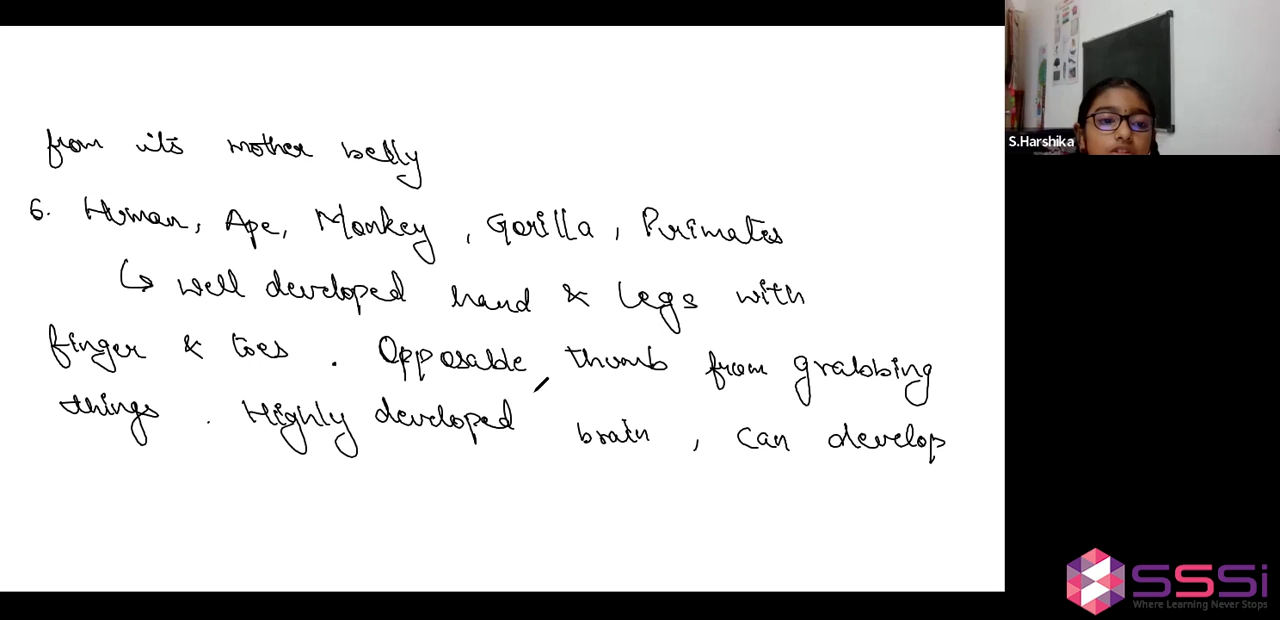 from its mother belly
6. Human, Ape, Monkey, Gorilla, Primates
↳ well developed hand & legs with
finger & toes . Opposable thumb from grabbing
things . Highly developed brain, can develop
S.Harshika
SSSi
Where Learning Never Stops